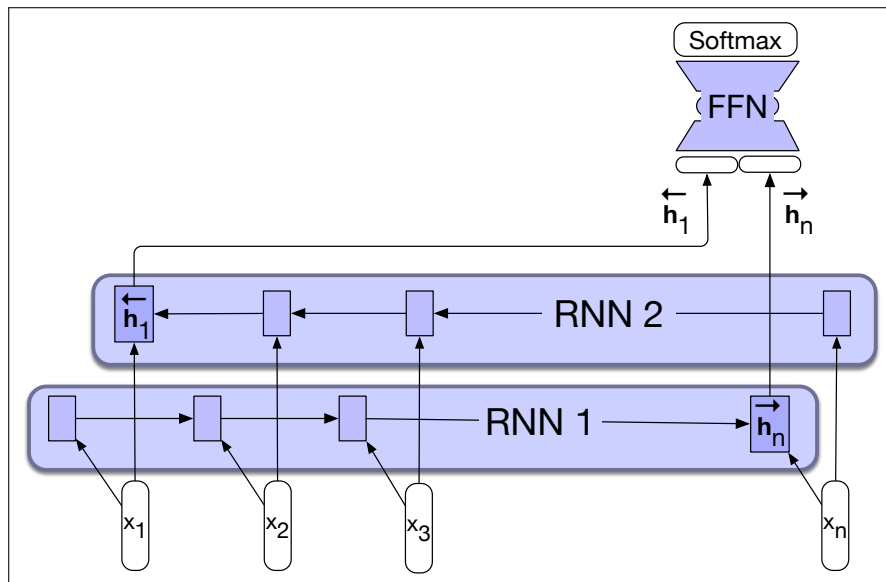 Softmax
FFN
←h₁ →hₙ
←h₁ RNN 2
RNN 1 →hₙ
x₁ x₂ x₃ xₙ